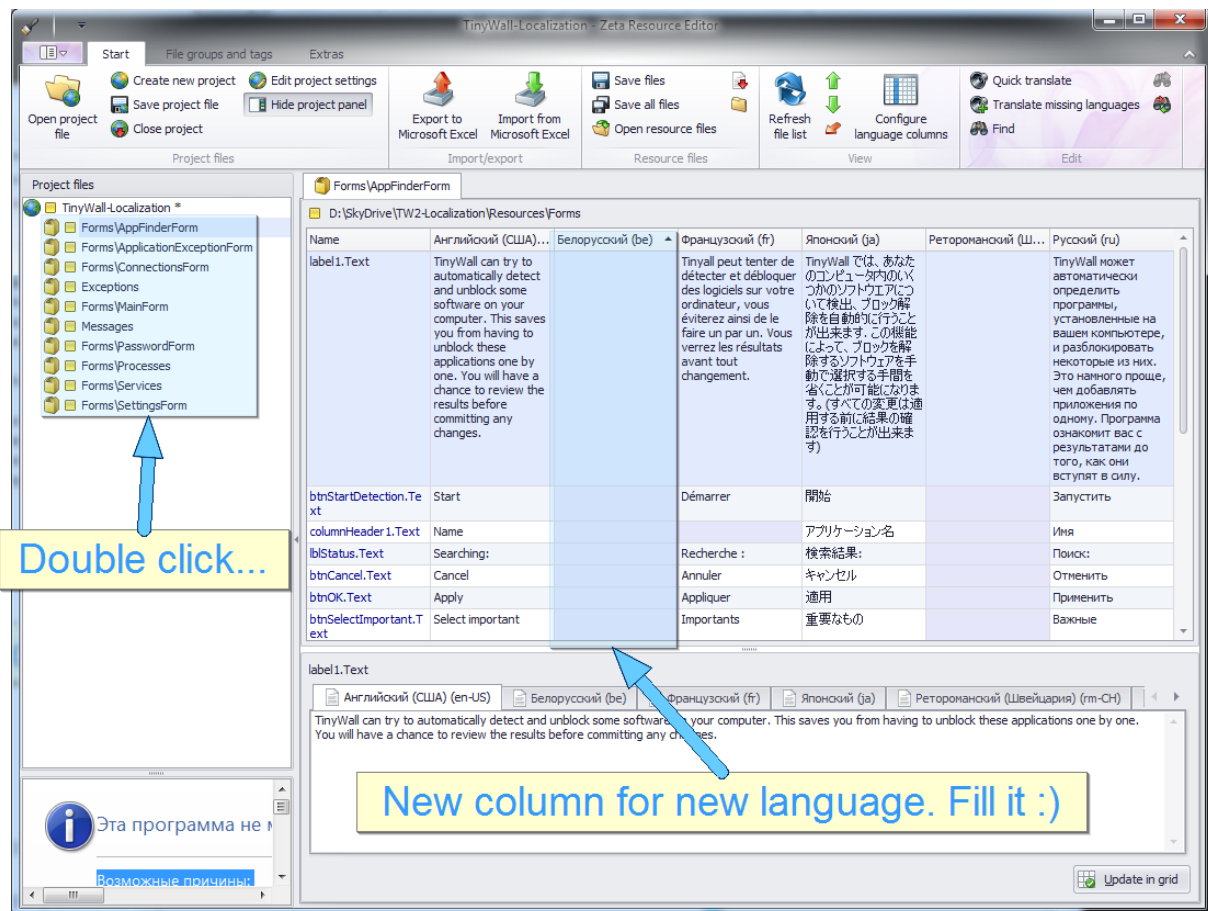 TinyWall-Localization - Zeta Resource Editor
Start File groups and tags Extras
Open project file
Create new project
Save project file
Close project
Edit project settings
Hide project panel
Project files
Export to Microsoft Excel
Import from Microsoft Excel
Import/export
Save files
Save all files
Open resource files
Resource files
Refresh file list
Configure language columns
View
Quick translate
Translate missing languages
Find
Edit
Project files
TinyWall-Localization *
Forms\AppFinderForm
Forms\ApplicationExceptionForm
Forms\ConnectionsForm
Exceptions
Forms\MainForm
Messages
Forms\PasswordForm
Forms\Processes
Forms\Services
Forms\SettingsForm
Double click...
Forms\AppFinderForm
D:\SkyDrive\TW2-Localization\Resources\Forms
Name Английский (США)... Белорусский (be) Французский (fr) Японский (ja) Ретороманский (Ш... Русский (ru)
label1.Text
TinyWall can try to
automatically detect
and unblock some
software on your
computer. This saves
you from having to
unblock these
applications one by
one. You will have a
chance to review the
results before
committing any
changes.
Tinyall peut tenter de
détecter et débloquer
des logiciels sur votre
ordinateur, vous
éviterez ainsi de le
faire un par un. Vous
verrez les résultats
avant tout
changement.
TinyWall では、あなた
のコンピュータ内のいく
つかのソフトウエアにつ
いて検出、ブロック解
除を自動的に行うこと
が出来ます。この機能
によって、ブロックを解
除するソフトウェアを手
動で選択する手間を
省くことが可能になりま
す。(すべての変更は適
用する前に結果の確
認を行うことが出来ま
す)
TinyWall может
автоматически
определить
программы,
установленные на
вашем компьютере,
и разблокировать
некоторые из них.
Это намного проще,
чем добавлять
приложения по
одному. Программа
ознакомит вас с
результатами до
того, как они
вступят в силу.
btnStartDetection.Text Start Démarrer 開始 Запустить
columnHeader1.Text Name アプリケーション名 Имя
lblStatus.Text Searching: Recherche : 検索結果: Поиск:
btnCancel.Text Cancel Annuler キャンセル Отменить
btnOK.Text Apply Appliquer 適用 Применить
btnSelectImportant.Text Select important Importants 重要なもの Важные
label1.Text
Английский (США) (en-US) Белорусский (be) Французский (fr) Японский (ja) Ретороманский (Швейцария) (rm-CH)
TinyWall can try to automatically detect and unblock some software on your computer. This saves you from having to unblock these applications one by one.
You will have a chance to review the results before committing any changes.
New column for new language. Fill it :)
Эта программа не
Возможные причины:
Update in grid